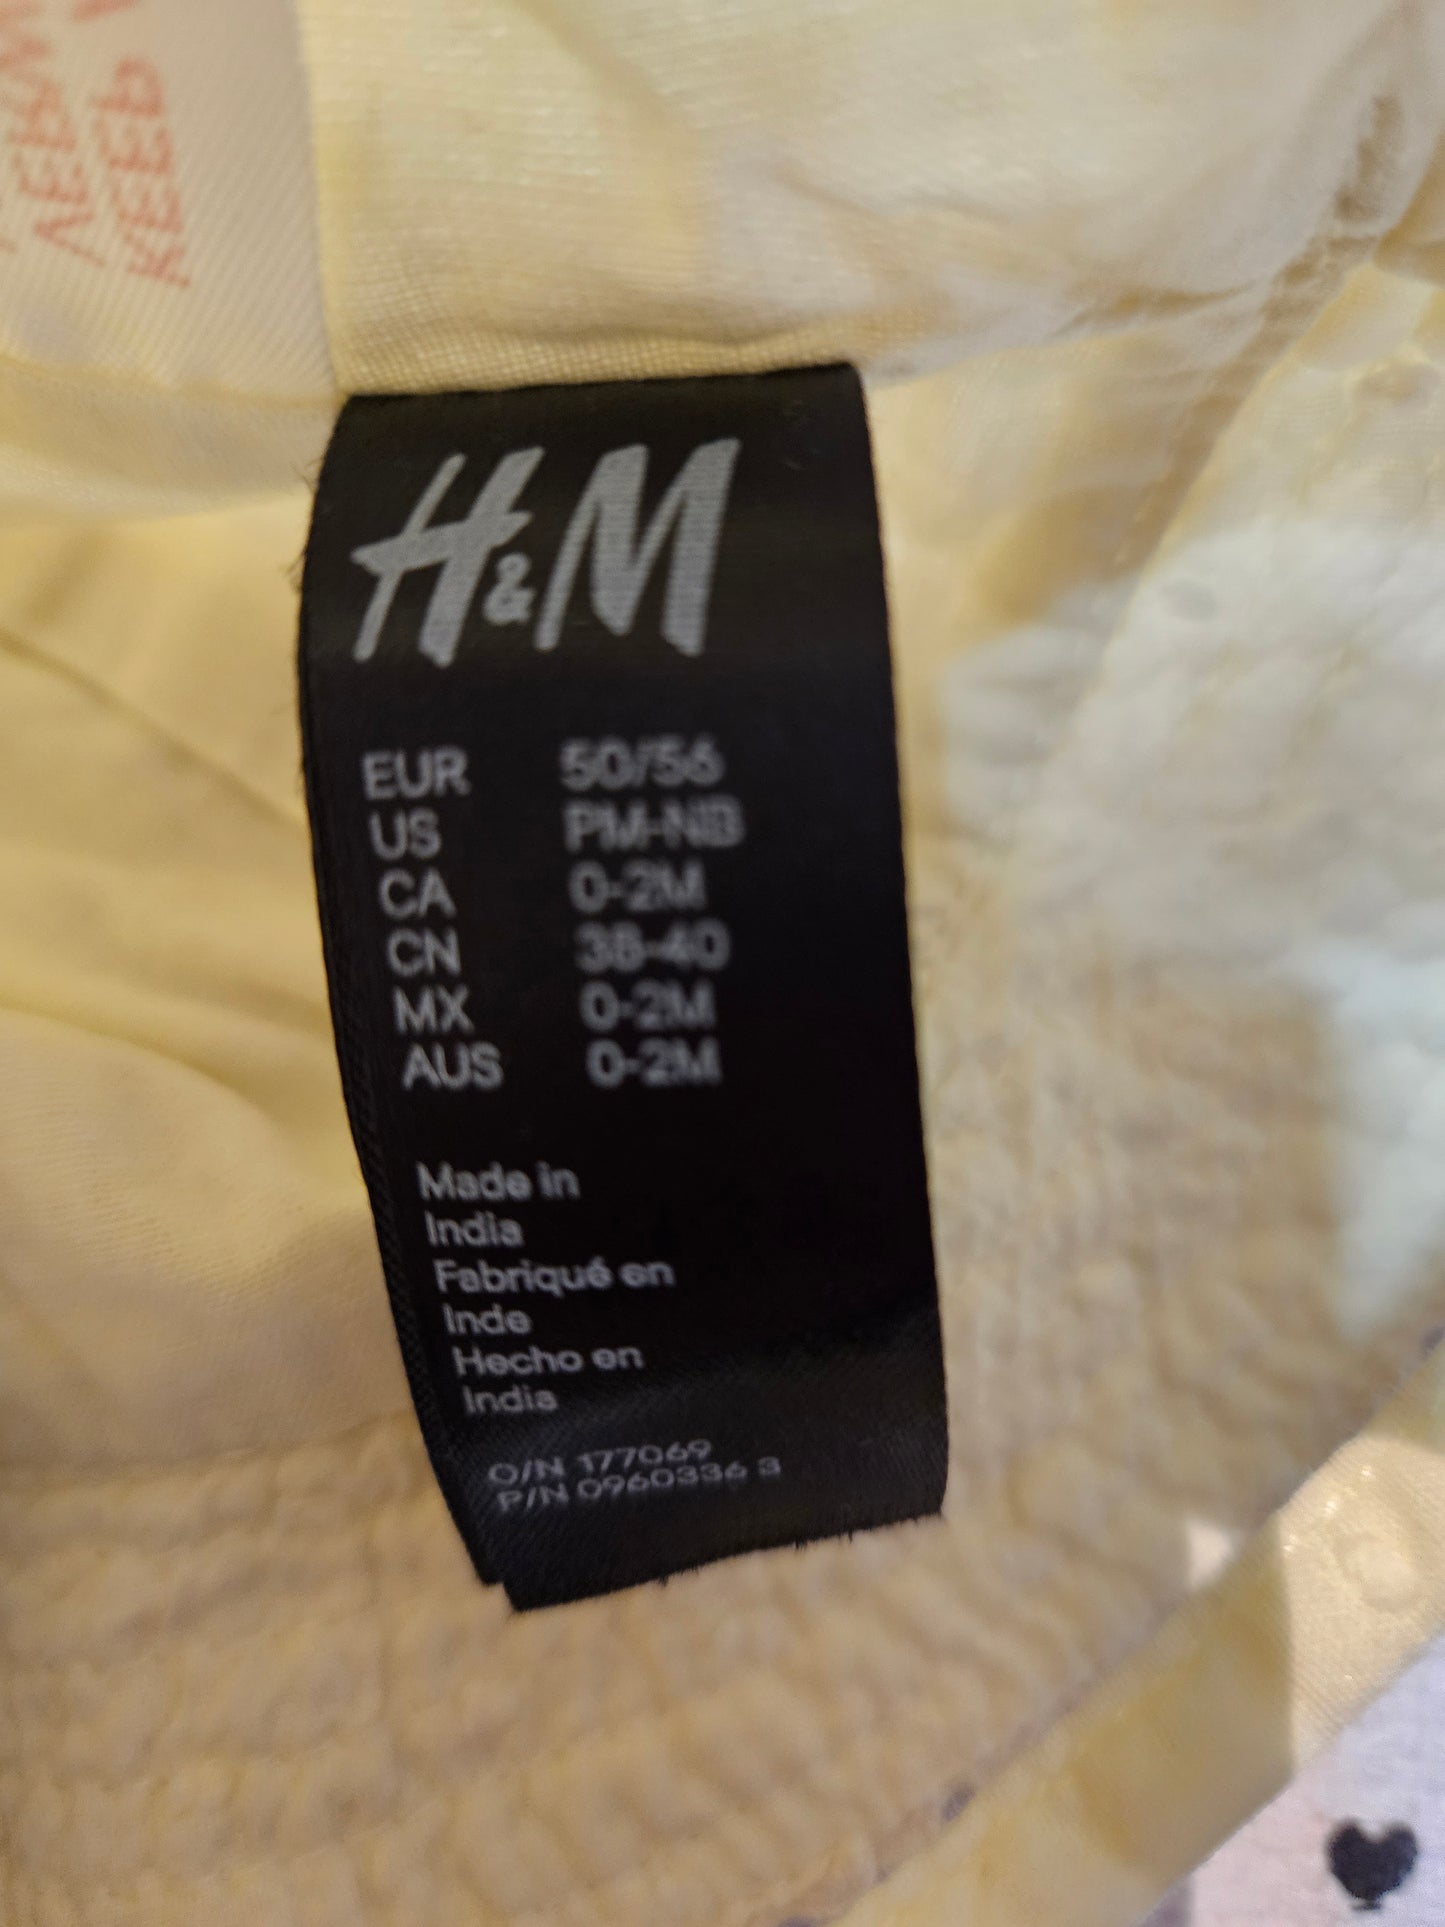 KEEP
H&M
EUR 50/56
US PM-NB
CA 0-2M
CN 38-40
MX 0-2M
AUS 0-2M
Made in
India
Fabriqué en
Inde
Hecho en
India
O/N 177069
P/N 0960336 3